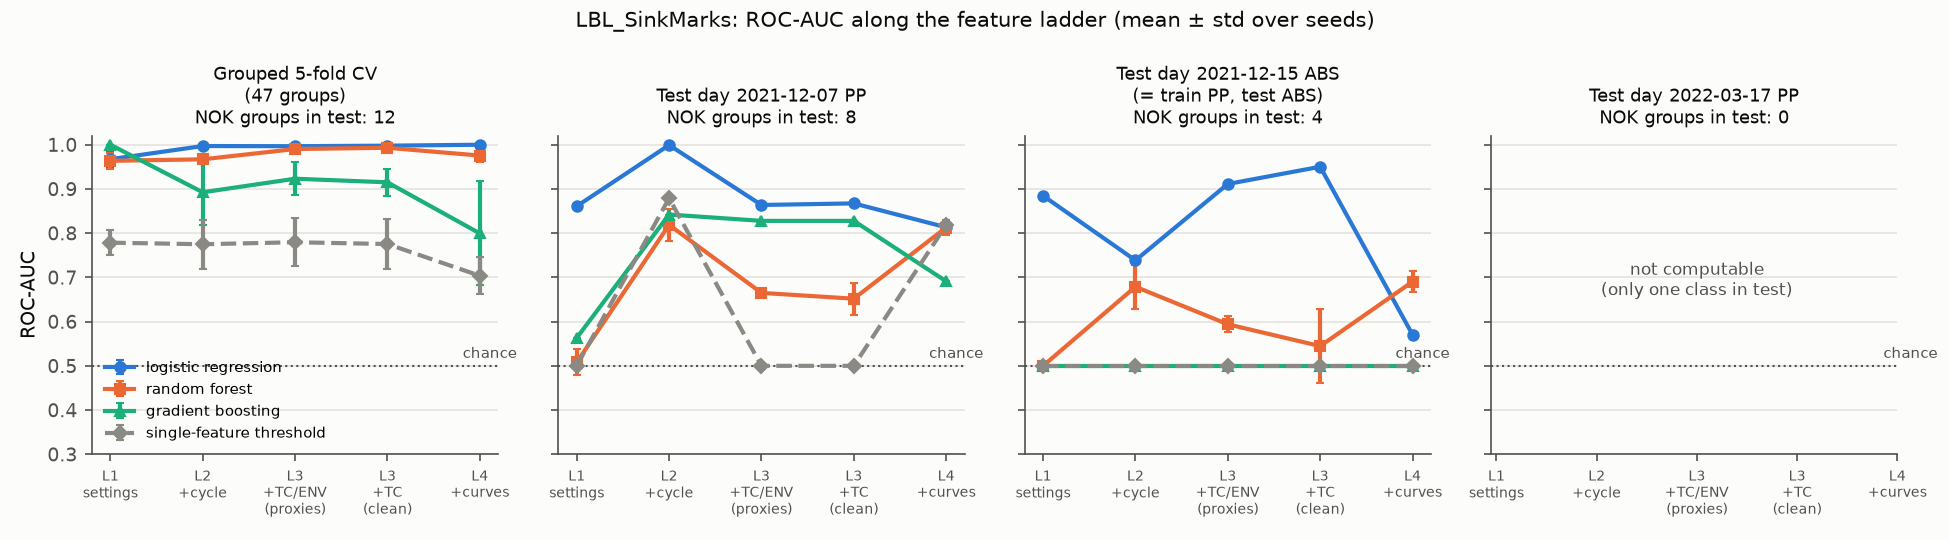 LBL_SinkMarks: ROC-AUC along the feature ladder (mean ± std over seeds)
Grouped 5-fold CV
(47 groups)
NOK groups in test: 12
Test day 2021-12-07 PP
NOK groups in test: 8
Test day 2021-12-15 ABS
(= train PP, test ABS)
NOK groups in test: 4
Test day 2022-03-17 PP
NOK groups in test: 0
ROC-AUC
1.0
0.9
0.8
0.7
0.6
0.5
0.4
0.3
chance
logistic regression
random forest
gradient boosting
single-feature threshold
L1
settings
L2
+cycle
L3
+TC/ENV
(proxies)
L3
+TC
(clean)
L4
+curves
chance
L1
settings
L2
+cycle
L3
+TC/ENV
(proxies)
L3
+TC
(clean)
L4
+curves
chance
L1
settings
L2
+cycle
L3
+TC/ENV
(proxies)
L3
+TC
(clean)
L4
+curves
not computable
(only one class in test)
chance
L1
settings
L2
+cycle
L3
+TC/ENV
(proxies)
L3
+TC
(clean)
L4
+curves